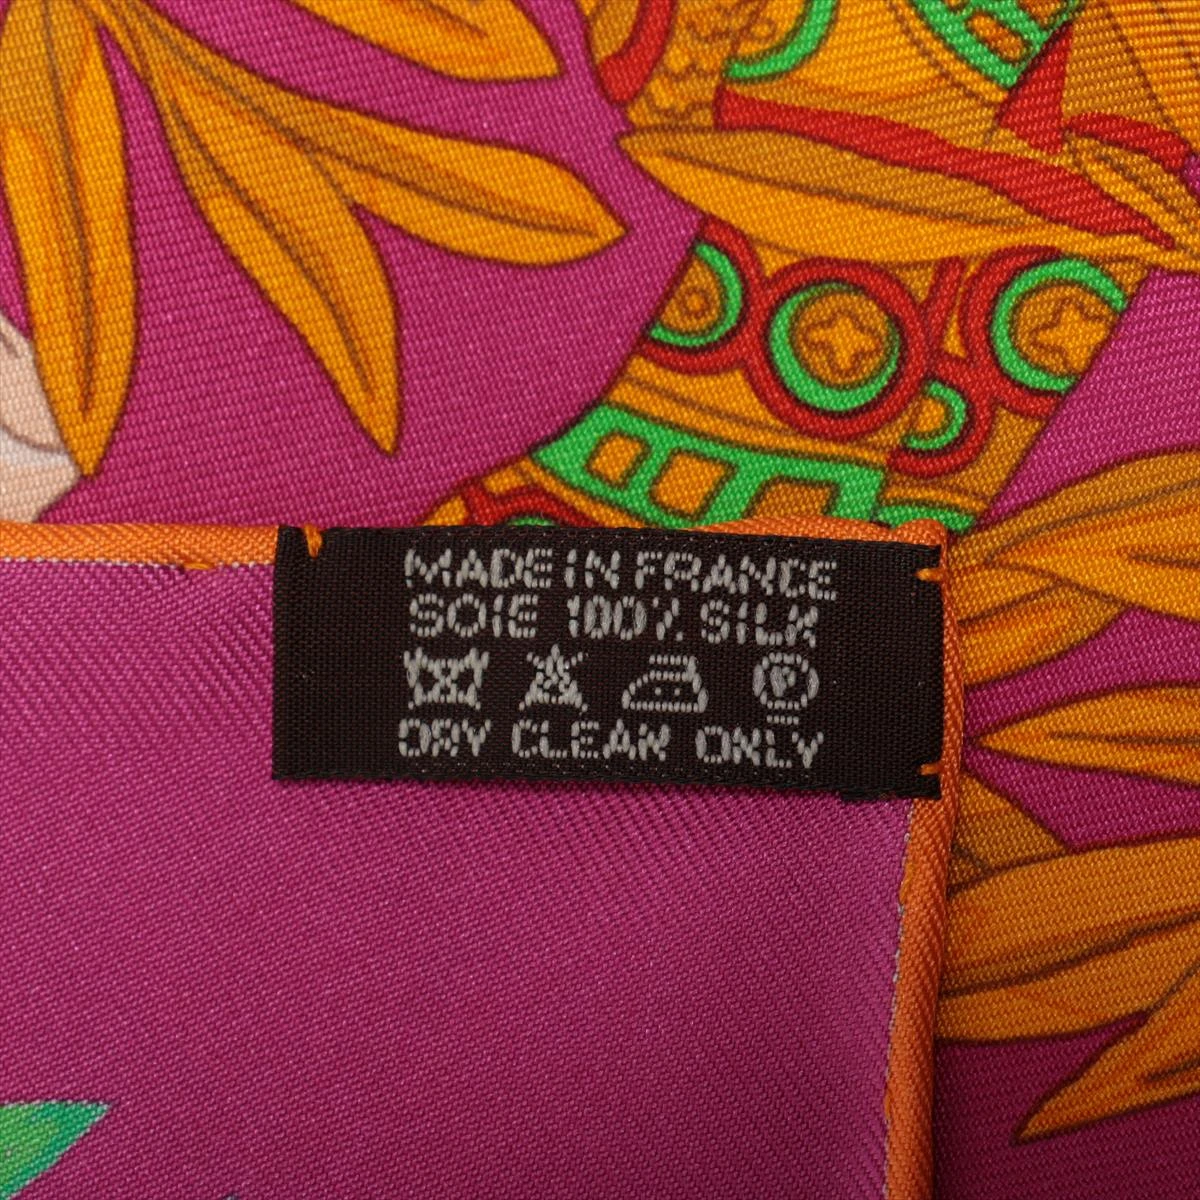 MADE IN FRANCE
SOIE 100% SILK
P
DRY CLEAN ONLY